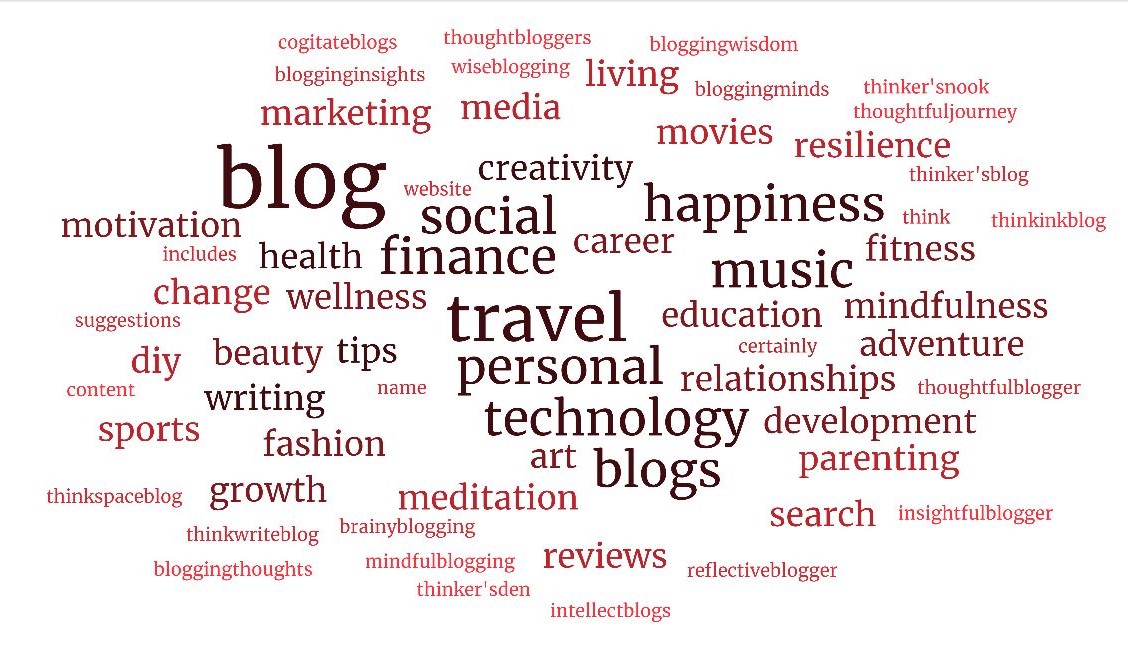 cogitateblogs thoughtbloggers bloggingwisdom
blogginginsights wiseblogging living bloggingminds thinker'snook
marketing media thoughtfuljourney
movies resilience
blog creativity thinker'sblog
website happiness
motivation social think thinkinkblog
includes health finance career music fitness
change wellness travel education mindfulness
suggestions certainly adventure
diy beauty tips personal relationships
content writing name thoughtfulblogger
sports fashion technology development
art blogs parenting
thinkspaceblog growth meditation search insightfulblogger
thinkwriteblog brainyblogging
bloggingthoughts mindfulblogging reviews reflectiveblogger
thinker'sden
intellectblogs